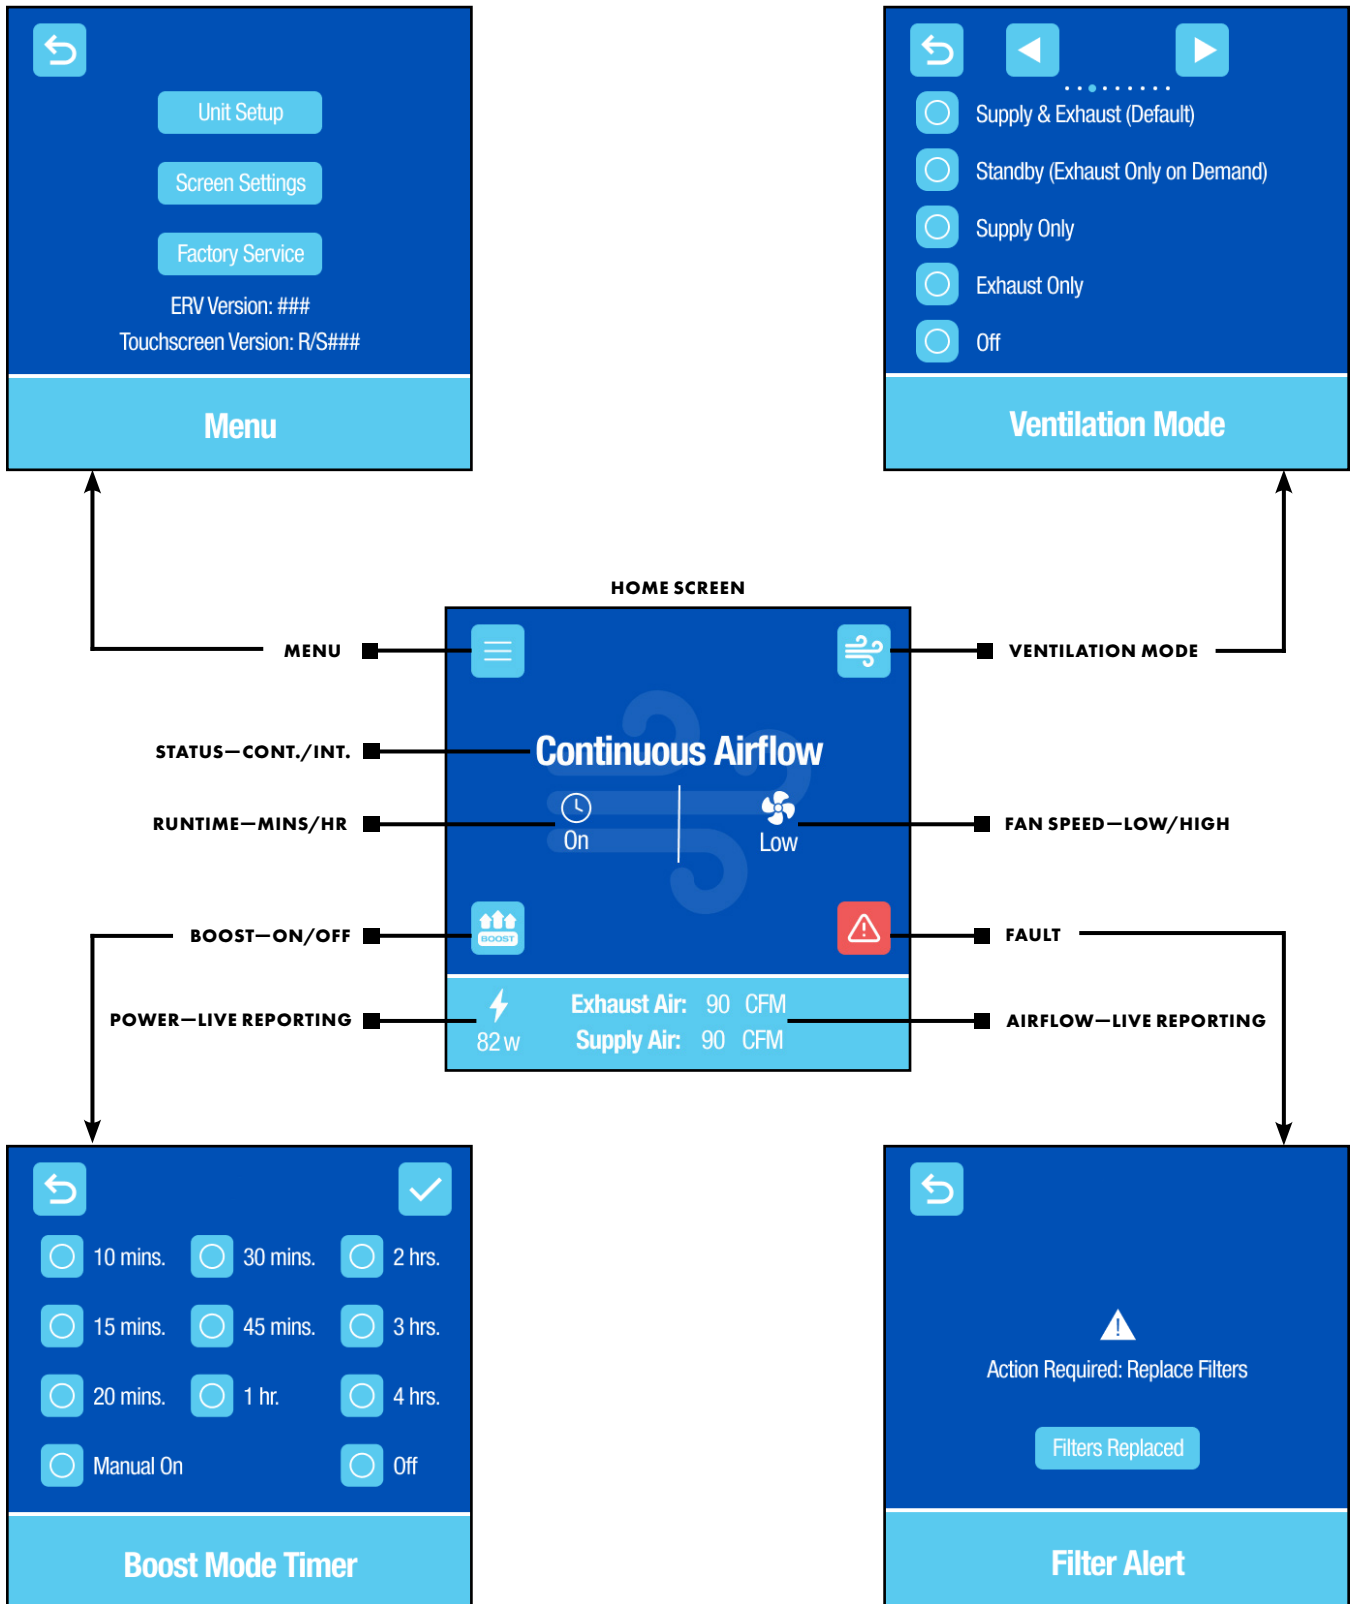 Unit Setup
Screen Settings
Factory Service
ERV Version: ###
Touchscreen Version: R/S###
Menu
Supply & Exhaust (Default)
Standby (Exhaust Only on Demand)
Supply Only
Exhaust Only
Off
Ventilation Mode
HOME SCREEN
MENU
VENTILATION MODE
STATUS—CONT./INT.
Continuous Airflow
RUNTIME—MINS/HR
On
Low
FAN SPEED—LOW/HIGH
BOOST—ON/OFF
BOOST
FAULT
POWER—LIVE REPORTING
82 W
Exhaust Air: 90 CFM
Supply Air: 90 CFM
AIRFLOW—LIVE REPORTING
10 mins. 30 mins. 2 hrs.
15 mins. 45 mins. 3 hrs.
20 mins. 1 hr. 4 hrs.
Manual On Off
Boost Mode Timer
Action Required: Replace Filters
Filters Replaced
Filter Alert